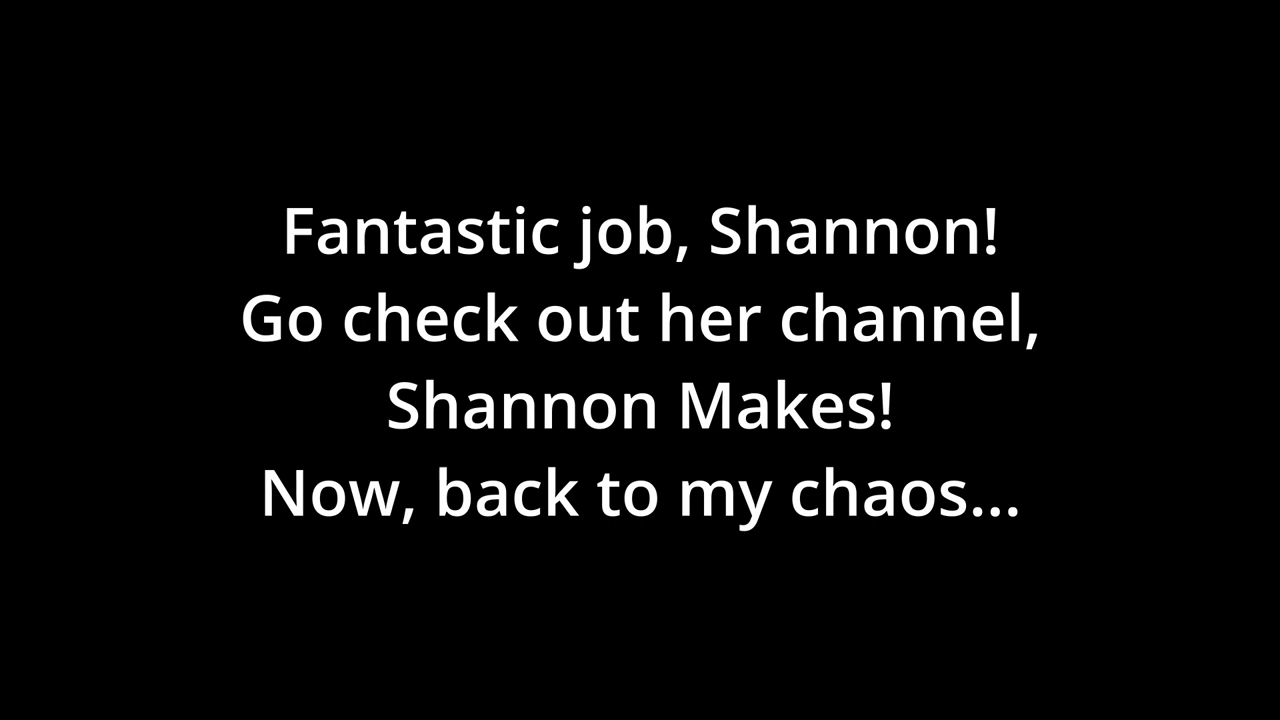 Fantastic job, Shannon!
Go check out her channel,
Shannon Makes!
Now, back to my chaos...